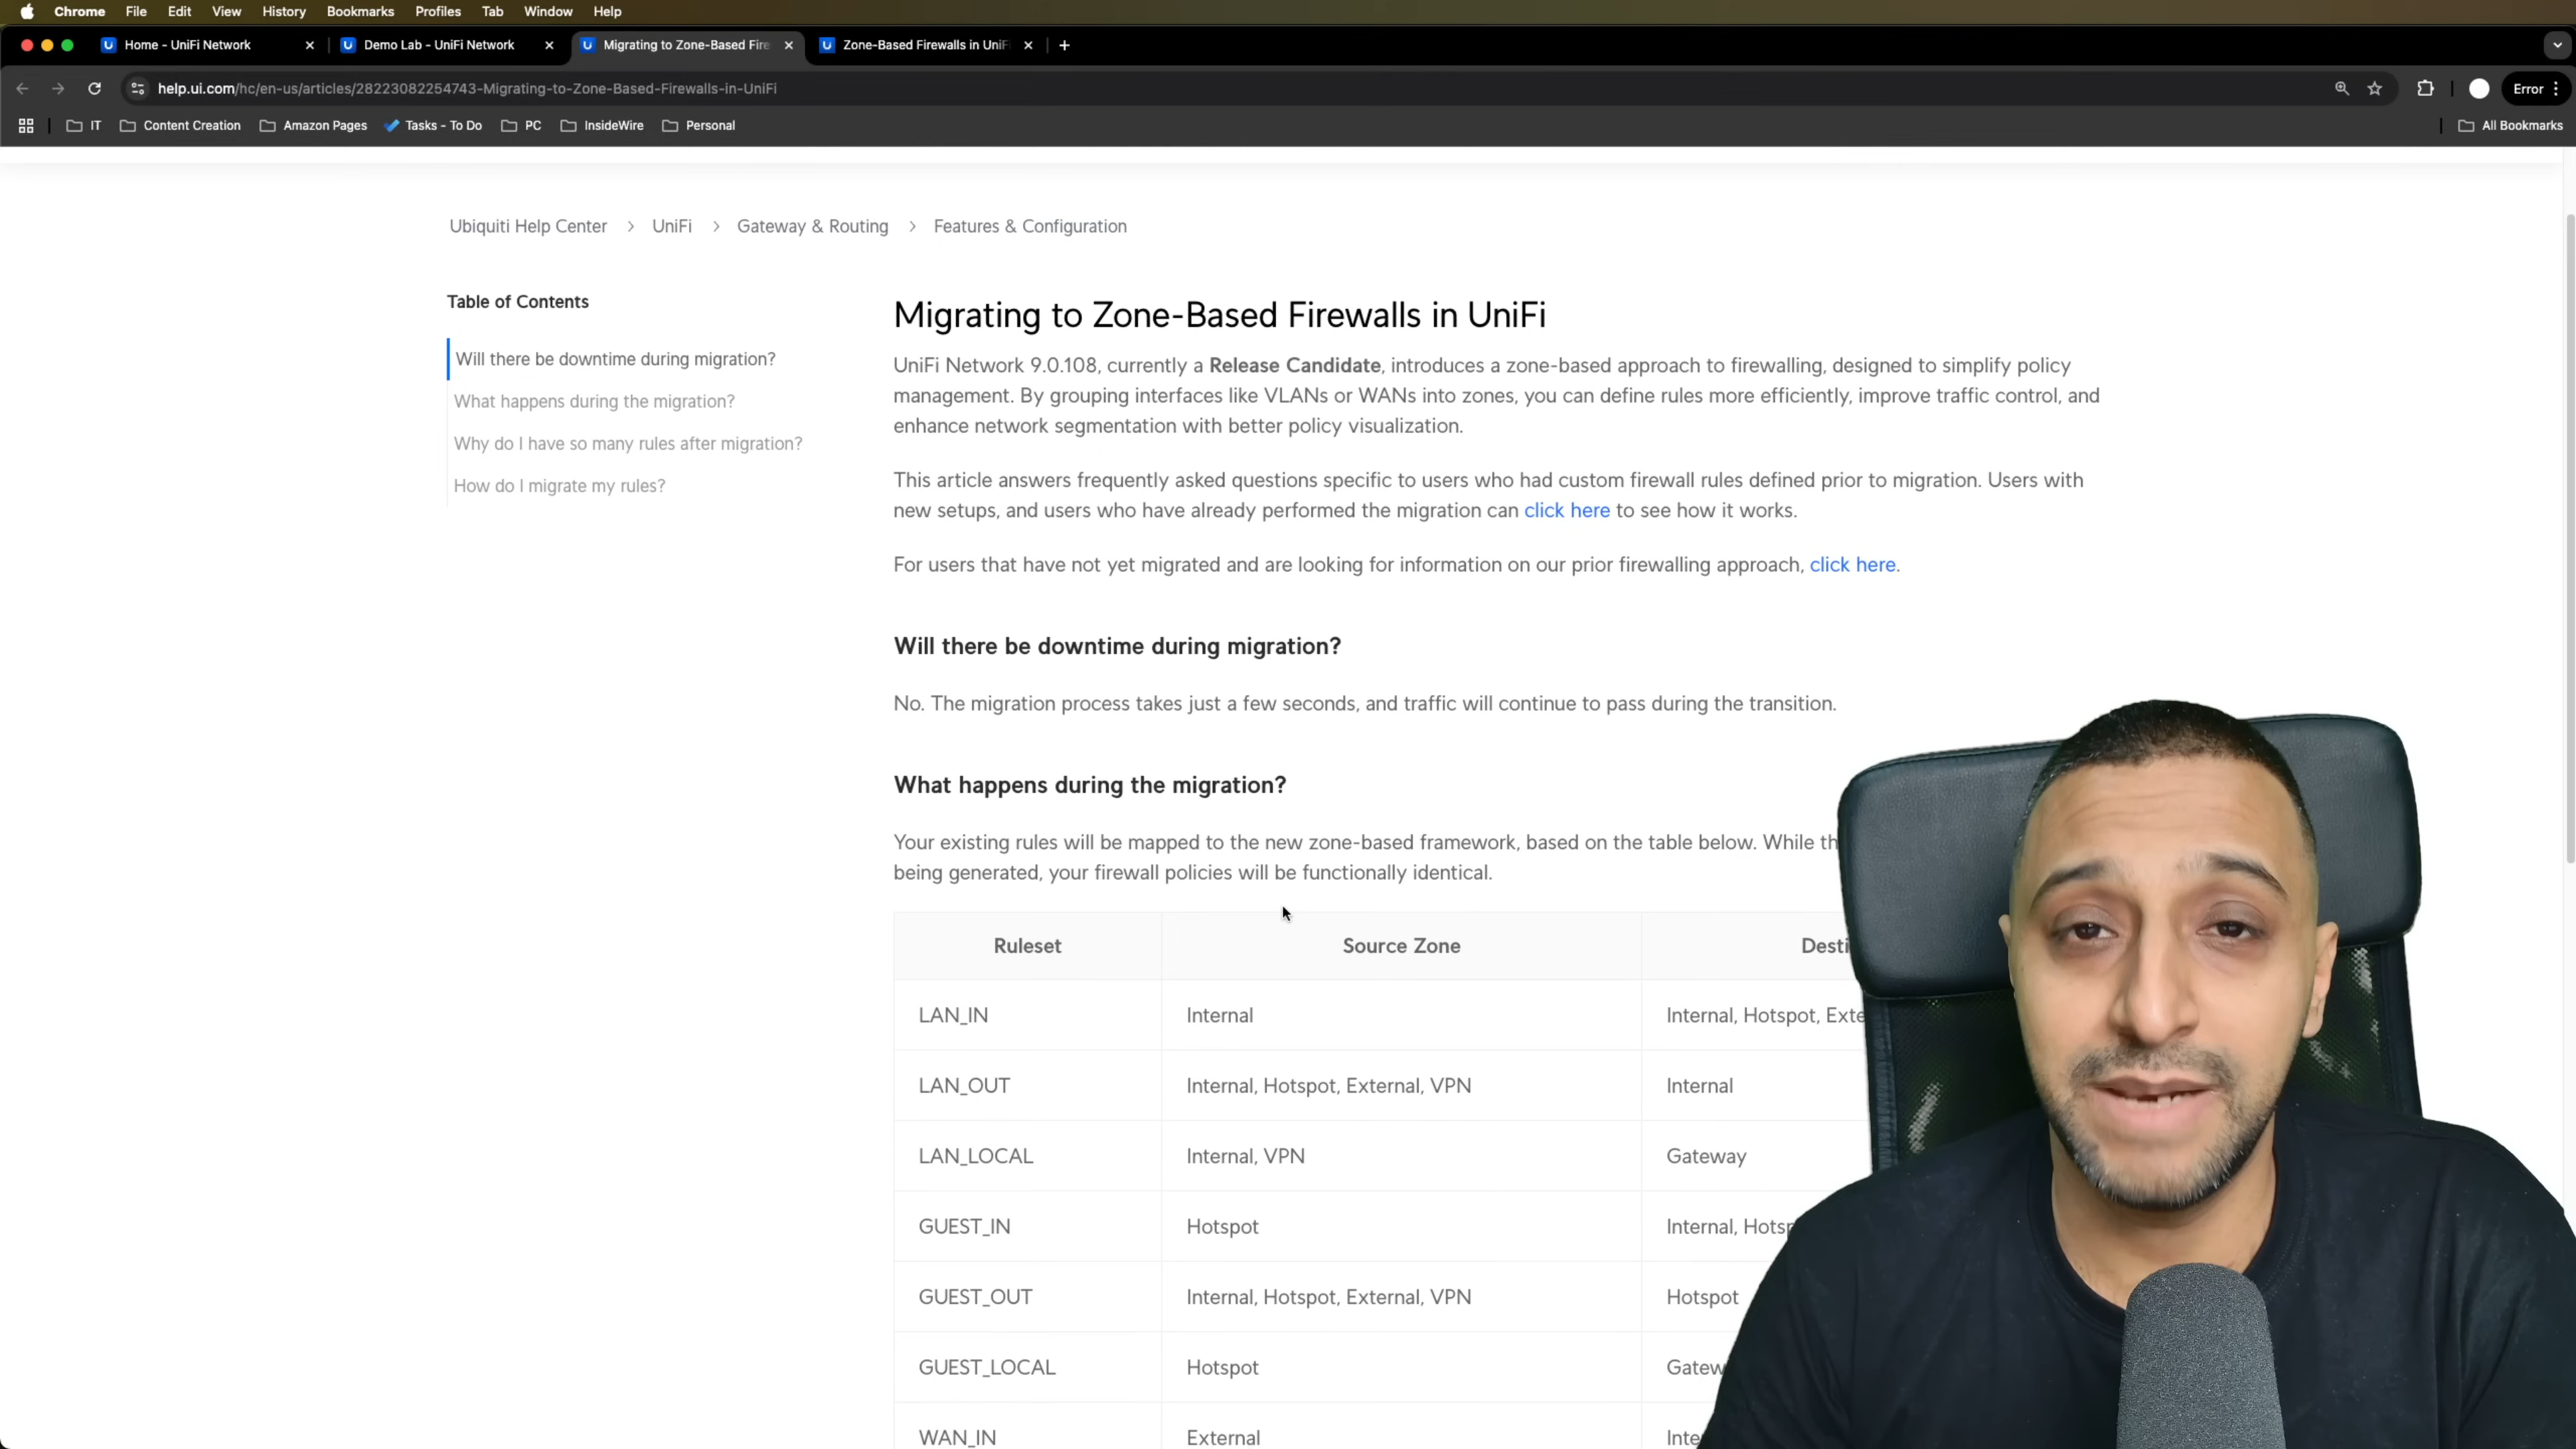 Chrome File Edit View History Bookmarks Profiles Tab Window Help
Home - UniFi Network Demo Lab - UniFi Network Migrating to Zone-Based Fire Zone-Based Firewalls in UniF
help.ui.com/hc/en-us/articles/28223082254743-Migrating-to-Zone-Based-Firewalls-in-UniFi Error
IT Content Creation Amazon Pages Tasks - To Do PC InsideWire Personal All Bookmarks
Ubiquiti Help Center > UniFi > Gateway & Routing > Features & Configuration
Table of Contents
Will there be downtime during migration?
What happens during the migration?
Why do I have so many rules after migration?
How do I migrate my rules?
Migrating to Zone-Based Firewalls in UniFi
UniFi Network 9.0.108, currently a Release Candidate, introduces a zone-based approach to firewalling, designed to simplify policy
management. By grouping interfaces like VLANs or WANs into zones, you can define rules more efficiently, improve traffic control, and
enhance network segmentation with better policy visualization.
This article answers frequently asked questions specific to users who had custom firewall rules defined prior to migration. Users with
new setups, and users who have already performed the migration can click here to see how it works.
For users that have not yet migrated and are looking for information on our prior firewalling approach, click here.
Will there be downtime during migration?
No. The migration process takes just a few seconds, and traffic will continue to pass during the transition.
What happens during the migration?
Your existing rules will be mapped to the new zone-based framework, based on the table below. While th
being generated, your firewall policies will be functionally identical.
Ruleset Source Zone Desti
LAN_IN Internal Internal, Hotspot, Exte
LAN_OUT Internal, Hotspot, External, VPN Internal
LAN_LOCAL Internal, VPN Gateway
GUEST_IN Hotspot Internal, Hotsp
GUEST_OUT Internal, Hotspot, External, VPN Hotspot
GUEST_LOCAL Hotspot Gatew
WAN_IN External Inte